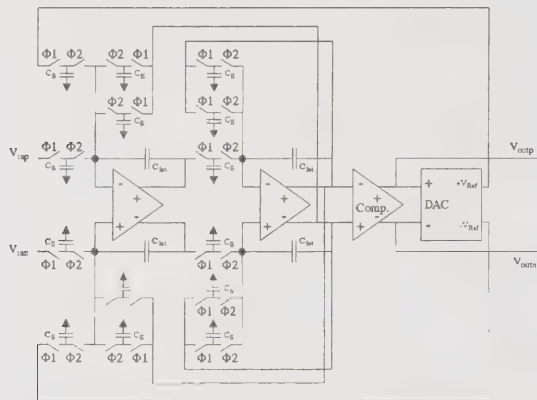 Φ1 Φ2 Φ2 Φ1 Φ1 Φ2
C_S C_S C_S
Φ2 Φ1 Φ1 Φ2
C_S C_S
Φ1 Φ2 Φ1 Φ2
V_inp C_S C_Int C_S C_Int V_outp
- + + - + + - + Comp. + - DAC +V_Ref -V_Ref
V_inn C_S C_Int C_S C_Int V_outn
Φ1 Φ2 Φ1 Φ2
C_S
Φ2 Φ1 Φ1 Φ2
C_S C_S C_S
Φ1 Φ2 Φ2 Φ1 Φ1 Φ2